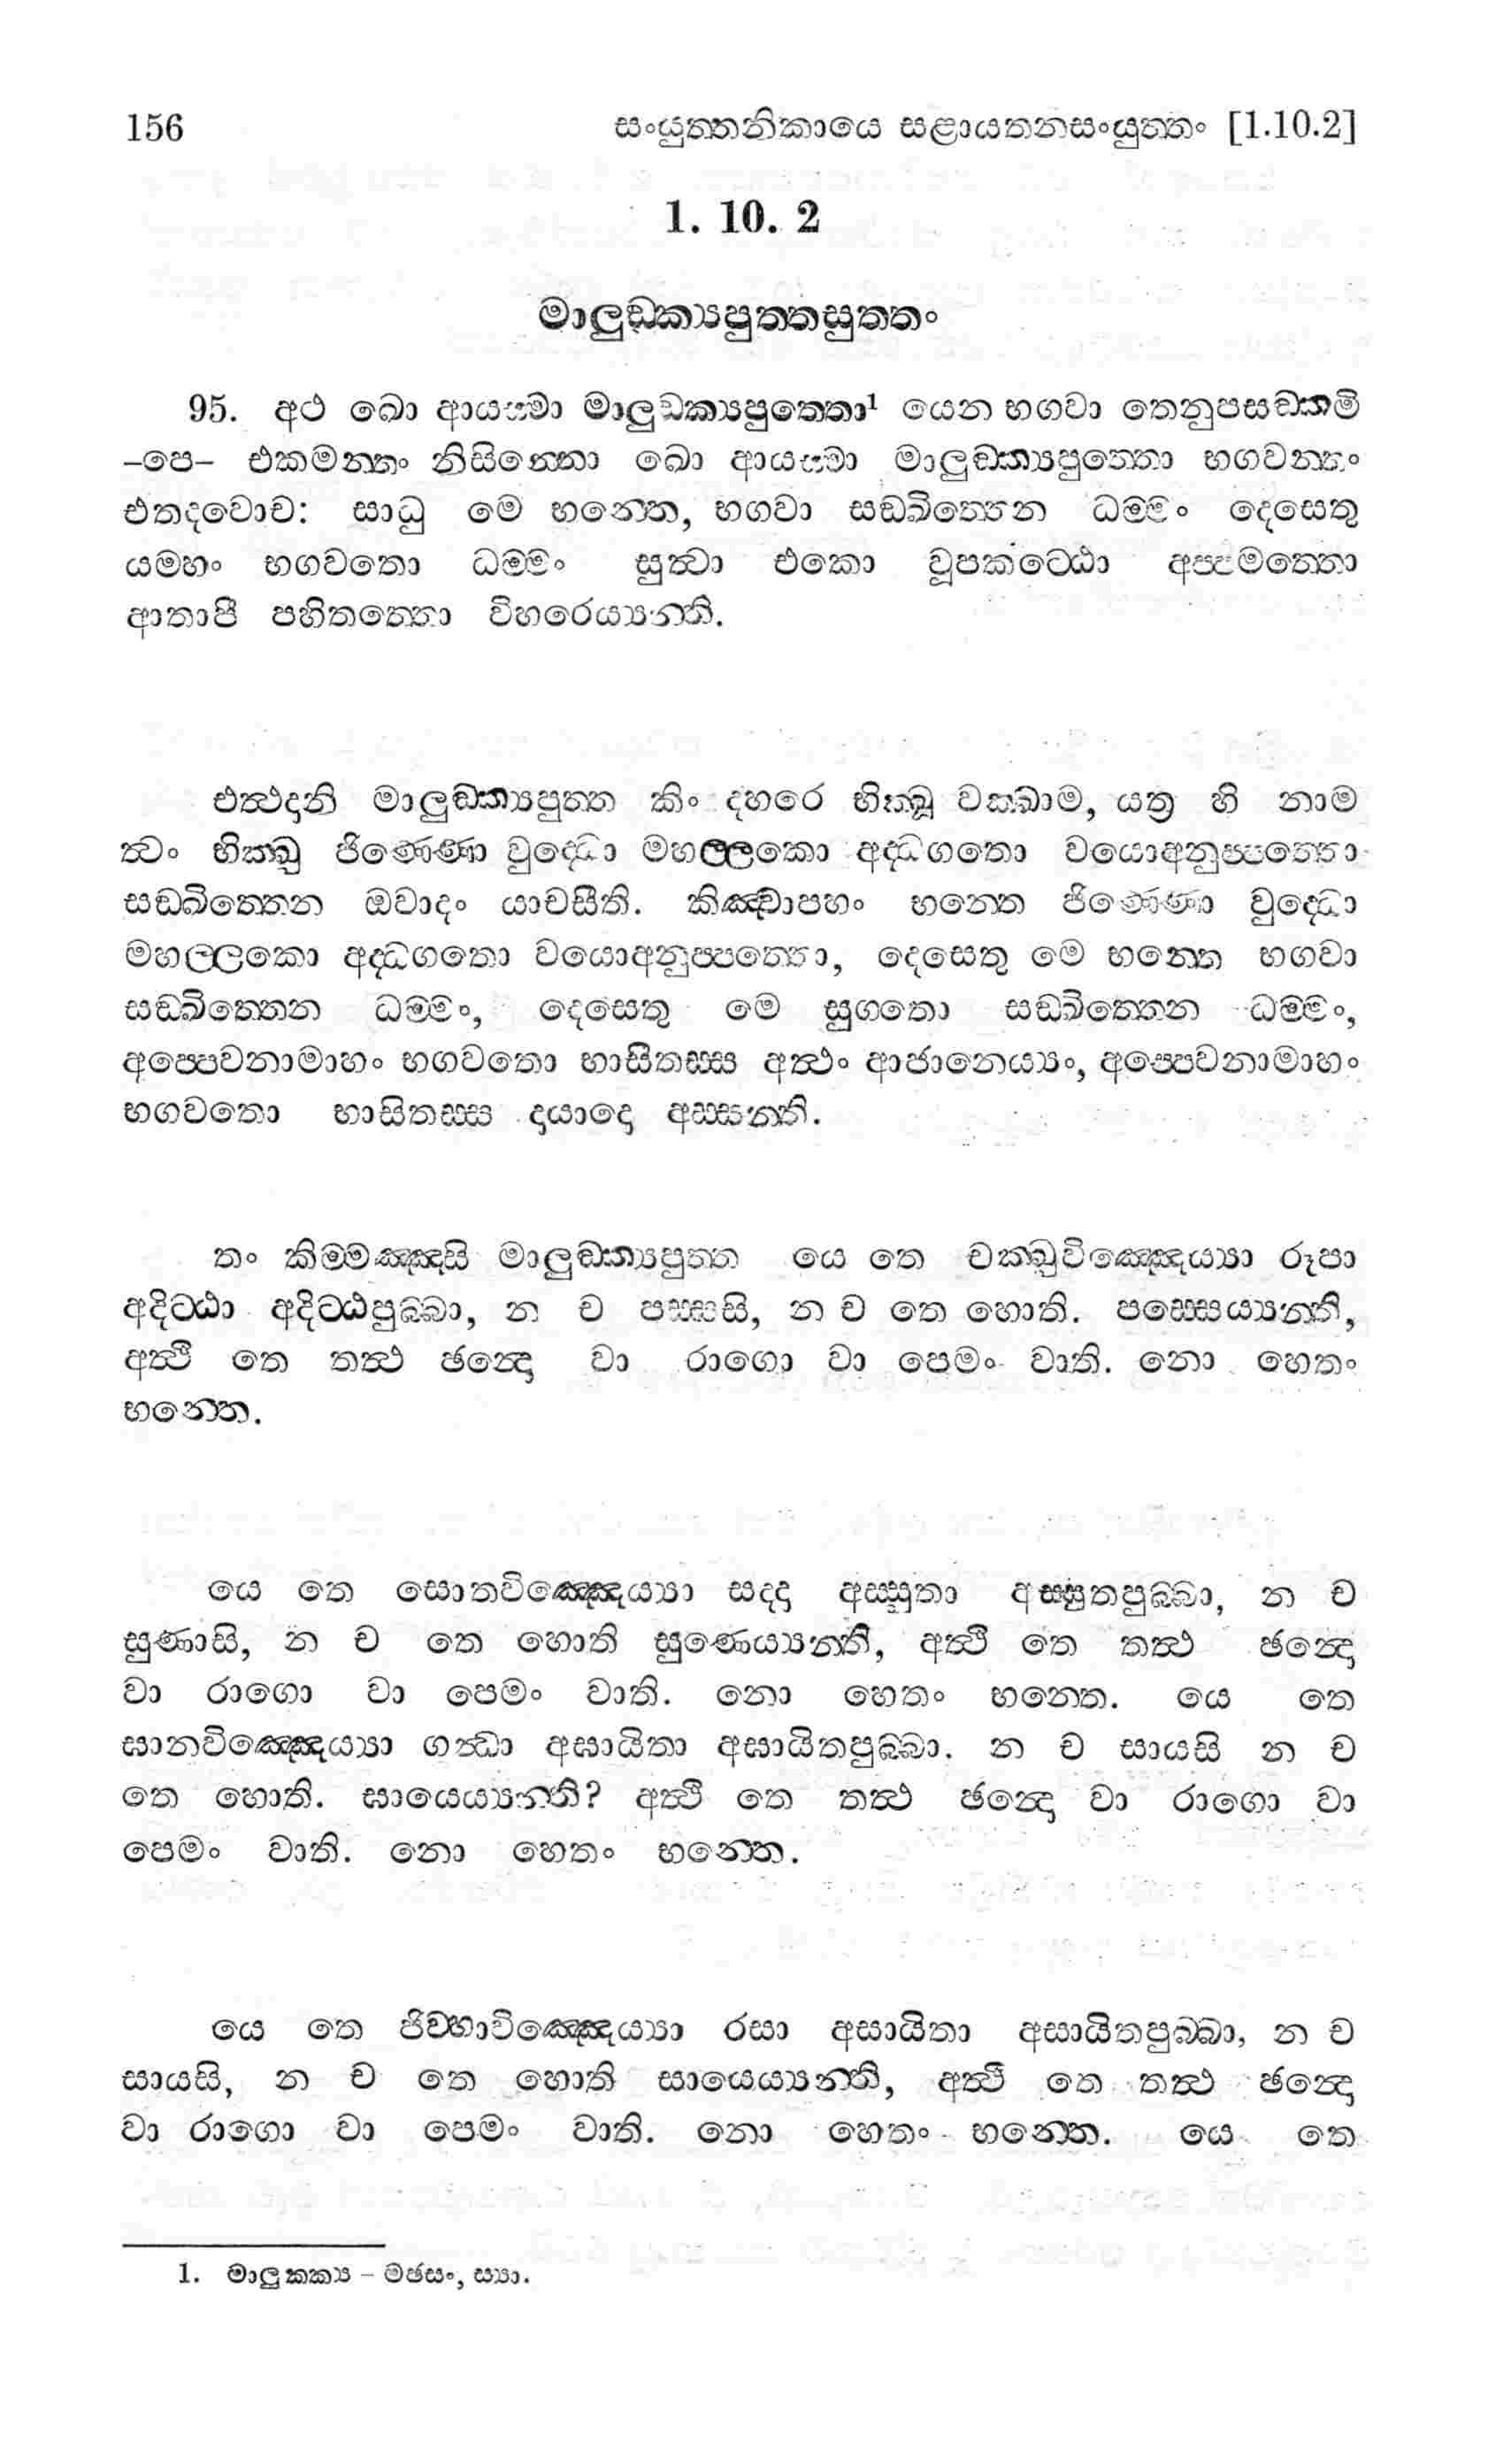 156 සංයුත්තනිකායෙ සළායතනසංයුත්තං [1.10.2]
1. 10. 2
මාලුඞ්ක්‍යපුත්තසුත්තං
95. අථ ඛො ආයස්මා මාලුඞ්ක්‍යපුත්තො1 යෙන භගවා තෙනුපසඞ්කමි
–පෙ– එකමන්තං නිසින්නො ඛො ආයස්මා මාලුඞ්ක්‍යපුත්තො භගවන්තං
එතදවොච: සාධු මෙ භන්තෙ, භගවා සඞ්ඛිත්තෙන ධම්මං දෙසෙතු
යමහං භගවතො ධම්මං සුත්වා එකො වූපකට්ඨො අප්පමත්තො
ආතාපී පහිතත්තො විහරෙය්‍යන්ති.
එත්ථදානි මාලුඞ්ක්‍යපුත්ත කිං දහරෙ භික්ඛූ වක්ඛාම, යත්‍ර හි නාම
ත්වං භික්ඛු ජිණ්ණො වුද්ධො මහල්ලකො අද්ධගතො වයොඅනුප්පත්තො
සඞ්ඛිත්තෙන ඔවාදං යාචසීති. කිඤ්චාපහං භන්තෙ ජිණ්ණො වුද්ධො
මහල්ලකො අද්ධගතො වයොඅනුප්පත්තො, දෙසෙතු මෙ භන්තෙ භගවා
සඞ්ඛිත්තෙන ධම්මං, දෙසෙතු මෙ සුගතො සඞ්ඛිත්තෙන ධම්මං,
අප්පෙවනාමාහං භගවතො භාසිතස්ස අත්ථං ආජානෙය්‍යං, අප්පෙවනාමාහං
භගවතො භාසිතස්ස දායාදො අස්සන්ති.
තං කිම්මඤ්ඤසි මාලුඞ්ක්‍යපුත්ත යෙ තෙ චක්ඛුවිඤ්ඤෙය්‍යා රූපා
අදිට්ඨා අදිට්ඨපුබ්බා, න ච පස්සසි, න ච තෙ හොති. පස්සෙය්‍යන්ති,
අත්ථි තෙ තත්ථ ඡන්දො වා රාගො වා පෙමං වාති. නො හෙතං
භන්තෙ.
යෙ තෙ සොතවිඤ්ඤෙය්‍යා සද්දා අස්සුතා අස්සුතපුබ්බා, න ච
සුණාසි, න ච තෙ හොති සුණෙය්‍යන්ති, අත්ථි තෙ තත්ථ ඡන්දො
වා රාගො වා පෙමං වාති. නො හෙතං භන්තෙ. යෙ තෙ
ඝානවිඤ්ඤෙය්‍යා ගන්ධා අඝායිතා අඝායිතපුබ්බා. න ච ඝායසි න ච
තෙ හොති. ඝායෙය්‍යන්ති? අත්ථි තෙ තත්ථ ඡන්දො වා රාගො වා
පෙමං වාති. නො හෙතං භන්තෙ.
යෙ තෙ ජිව්හාවිඤ්ඤෙය්‍යා රසා අසායිතා අසායිතපුබ්බා, න ච
සායසි, න ච තෙ හොති සායෙය්‍යන්ති, අත්ථි තෙ තත්ථ ඡන්දො
වා රාගො වා පෙමං වාති. නො හෙතං භන්තෙ. යෙ තෙ
1. මාලුක්ක්‍ය – මඡසං, ස්‍යා.